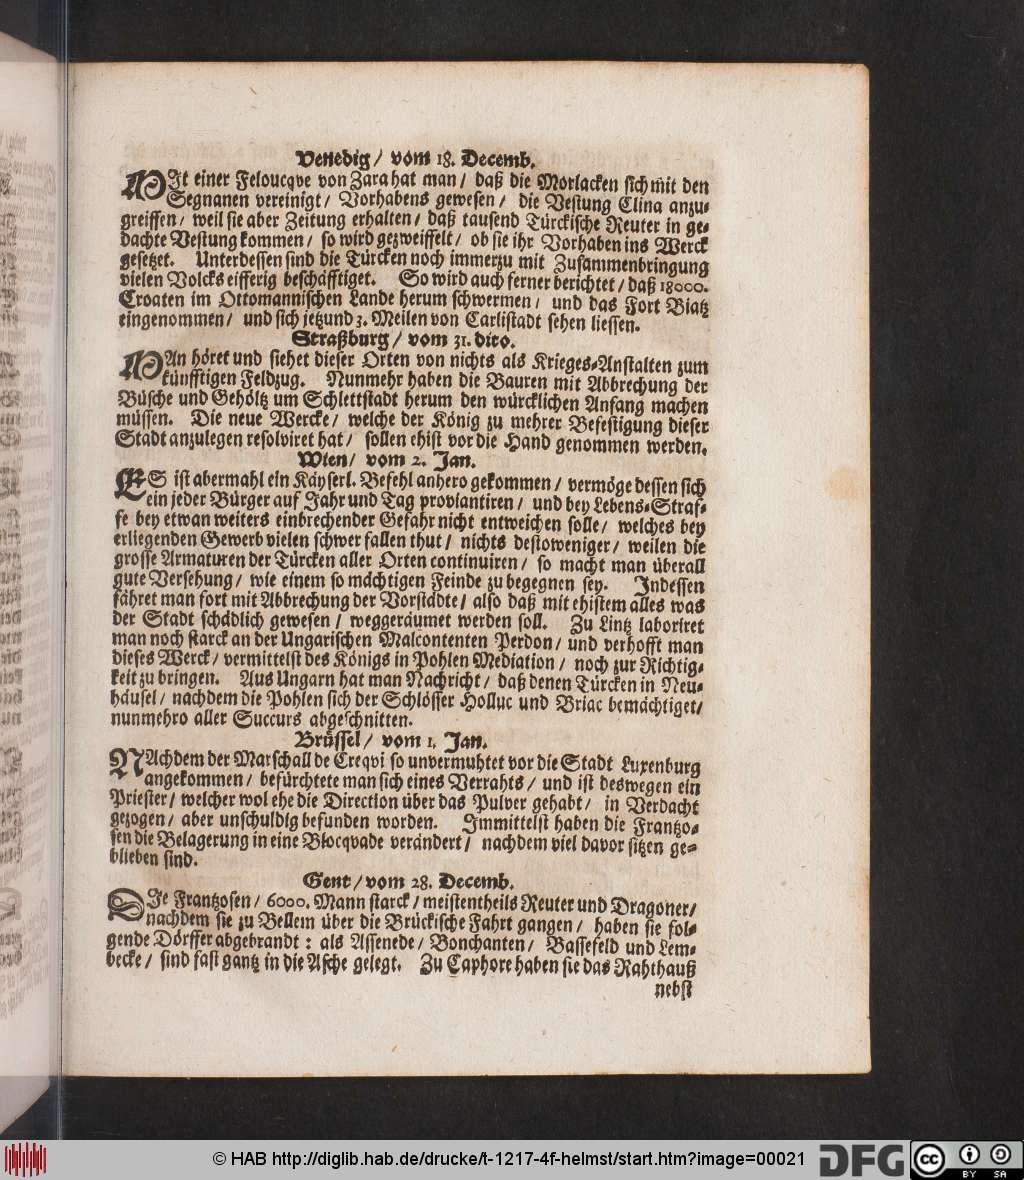 Venedig / vom 18. Decemb.
MIt einer Feloucqve von Zara hat man / daß die Morlacken sich mit den
Segnanen vereinigt / Vorhabens gewesen / die Vestung Clina anzu-
greiffen / weil sie aber Zeitung erhalten / daß tausend Türckische Reuter in ge-
dachte Vestung kommen / so wird gezweiffelt / ob sie ihr Vorhaben ins Werck
gesetzet. Unterdessen sind die Türcken noch immerzu mit Zusammenbringung
vielen Volcks eifferig beschäfftiget. So wird auch ferner berichtet / daß 18000.
Croaten im Ottomannischen Lande herum schwermen / und das Fort Biatz
eingenommen / und sich jetzund 3. Meilen von Carlistadt sehen liessen.
Straßburg / vom 31. dito.
MAn höret und siehet dieser Orten von nichts als Krieges-Anstalten zum
künfftigen Feldzug. Nunmehr haben die Bauren mit Abbrechung der
Büsche und Gehöltz um Schlettstadt herum den würcklichen Anfang machen
müssen. Die neue Wercke / welche der König zu mehrer Befestigung dieser
Stadt anzulegen resolviret hat / sollen ehist vor die Hand genommen werden.
Wien / vom 2. Jan.
ES ist abermahl ein Käyserl. Befehl anhero gekommen / vermöge dessen sich
ein jeder Bürger auf Jahr und Tag proviantiren / und bey Lebens-Straf-
fe bey etwan weiters einbrechender Gefahr nicht entweichen solle / welches bey
erliegenden Gewerb vielen schwer fallen thut / nichts destoweniger / weilen die
grosse Armaturen der Türcken aller Orten continuiren / so macht man überall
gute Versehung / wie einem so mächtigen Feinde zu begegnen sey. Indessen
fähret man fort mit Abbrechung der Vorstädte / also daß mit ehistem alles was
der Stadt schädlich gewesen / weggeräumet werden soll. Zu Lintz laboriret
man noch starck an der Ungarischen Malcontenten Perdon / und verhofft man
dieses Werck / vermittelst des Königs in Pohlen Mediation / noch zur Richtig-
keit zu bringen. Aus Ungarn hat man Nachricht / daß denen Türcken in Neu-
häusel / nachdem die Pohlen sich der Schlösser Holluc und Briac bemächtiget /
nunmehro aller Succurs abgeschnitten.
Brüssel / vom 1. Jan.
NAchdem der Marschall de Creqvi so unvermuhtet vor die Stadt Luxenburg
angekommen / befürchtete man sich eines Verrahts / und ist deswegen ein
Priester / welcher wol ehe die Direction über das Pulver gehabt / in Verdacht
gezogen / aber unschuldig befunden worden. Immittelst haben die Frantzo-
sen die Belagerung in eine Blocqvade verändert / nachdem viel davor sitzen ge-
blieben sind.
Gent / vom 28. Decemb.
DIe Frantzosen / 6000. Mann starck / meistentheils Reuter und Dragoner /
nachdem sie zu Bellem über die Brückische Fahrt gangen / haben sie fol-
gende Dörffer abgebrandt : als Assenede / Bonchanten / Bassefeld und Lem-
becke / sind fast gantz in die Asche gelegt. Zu Caphore haben sie das Rahthauß
nebst
© HAB http://diglib.hab.de/drucke/t-1217-4f-helmst/start.htm?image=00021
DFG
cc BY SA